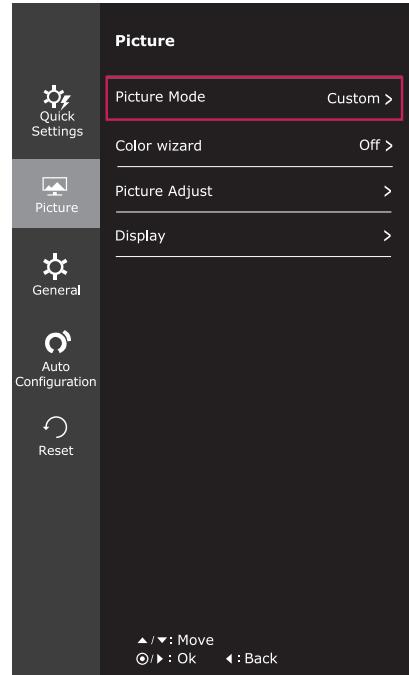 Picture
Quick
Settings
Picture
General
Auto
Configuration
Reset
Picture Mode Custom >
Color wizard Off >
Picture Adjust >
Display >
▲/▼: Move
◉/▶ : Ok ◀ : Back